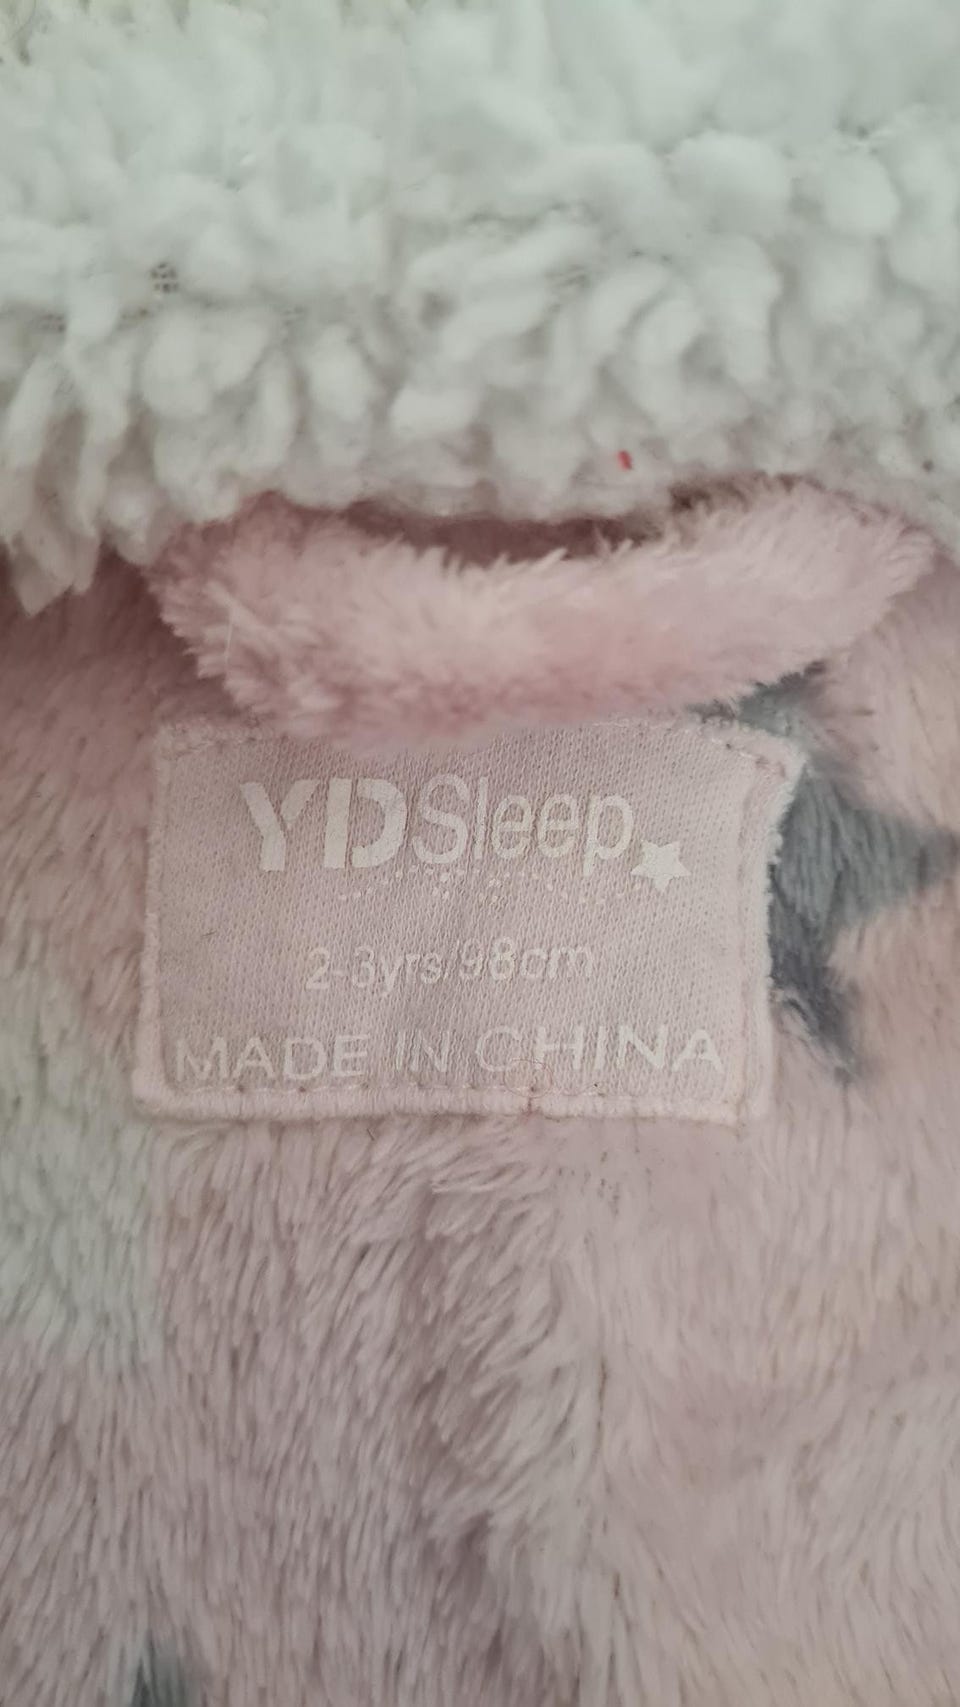 YDSleep
2-3yrs/98cm
MADE IN CHINA